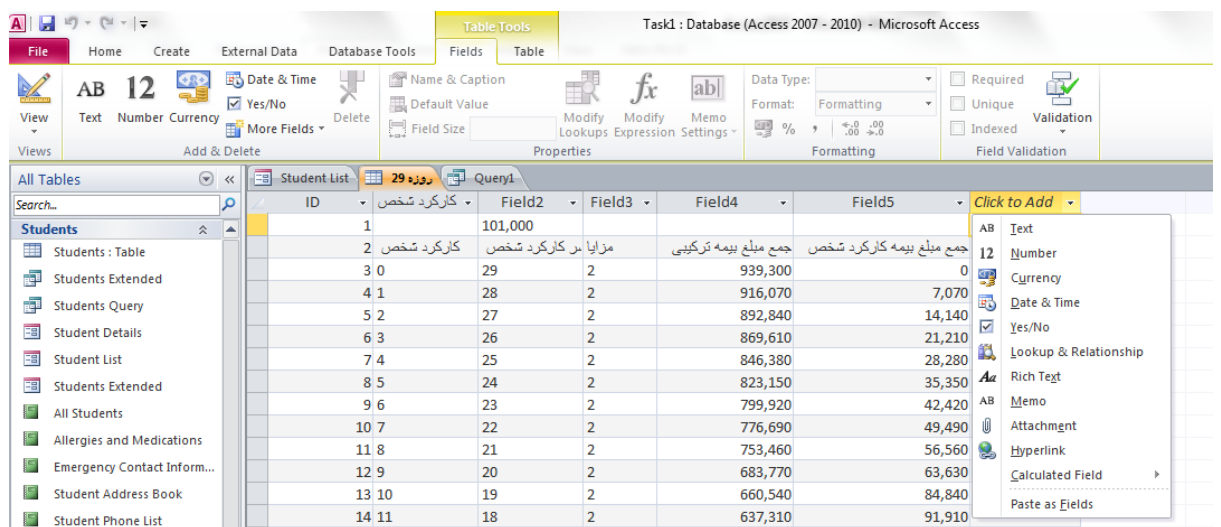 Table Tools Task1 : Database (Access 2007 - 2010) - Microsoft Access
File Home Create External Data Database Tools Fields Table
AB Text
12 Number
Currency
Date & Time
Yes/No
More Fields
Delete
Name & Caption
Default Value
Field Size
Modify Lookups
fx Modify Expression
ab Memo Settings
Data Type:
Format: Formatting
% , .0 .00 .00 .0
Required
Unique
Indexed
Validation
View
Views Add & Delete Properties Formatting Field Validation
All Tables
Search...
Students
Students : Table
Students Extended
Students Query
Student Details
Student List
Students Extended
All Students
Allergies and Medications
Emergency Contact Inform...
Student Address Book
Student Phone List
Student List 29 روزه Query1
ID کارکرد شخص Field2 Field3 Field4 Field5 Click to Add
1 101,000
2 کارکرد شخص کارکرد شخص مزایا جمع مبلغ بیمه ترکیبی جمع مبلغ بیمه کارکرد شخص
3 0 29 2 939,300 0
4 1 28 2 916,070 7,070
5 2 27 2 892,840 14,140
6 3 26 2 869,610 21,210
7 4 25 2 846,380 28,280
8 5 24 2 823,150 35,350
9 6 23 2 799,920 42,420
10 7 22 2 776,690 49,490
11 8 21 2 753,460 56,560
12 9 20 2 683,770 63,630
13 10 19 2 660,540 84,840
14 11 18 2 637,310 91,910
AB Text
12 Number
Currency
Date & Time
Yes/No
Lookup & Relationship
Aa Rich Text
AB Memo
Attachment
Hyperlink
Calculated Field
Paste as Fields